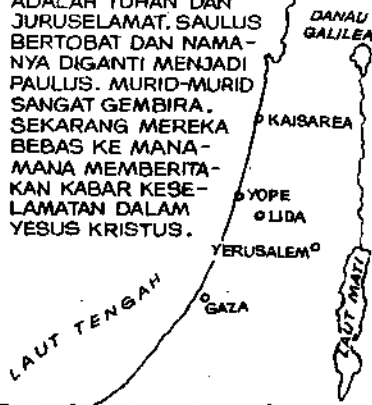 ADALAH TUHAN DAN
JURUSELAMAT. SAULUS
BERTOBAT DAN NAMA-
NYA DIGANTI MENJADI
PAULUS. MURID-MURID
SANGAT GEMBIRA.
SEKARANG MEREKA
BEBAS KE MANA-
MANA MEMBERITA-
KAN KABAR KESE-
LAMATAN DALAM
YESUS KRISTUS.
DANAU
GALILEA
KAISAREA
YOPE
LIDA
YERUSALEM
GAZA
LAUT TENGAH
LAUT MATI